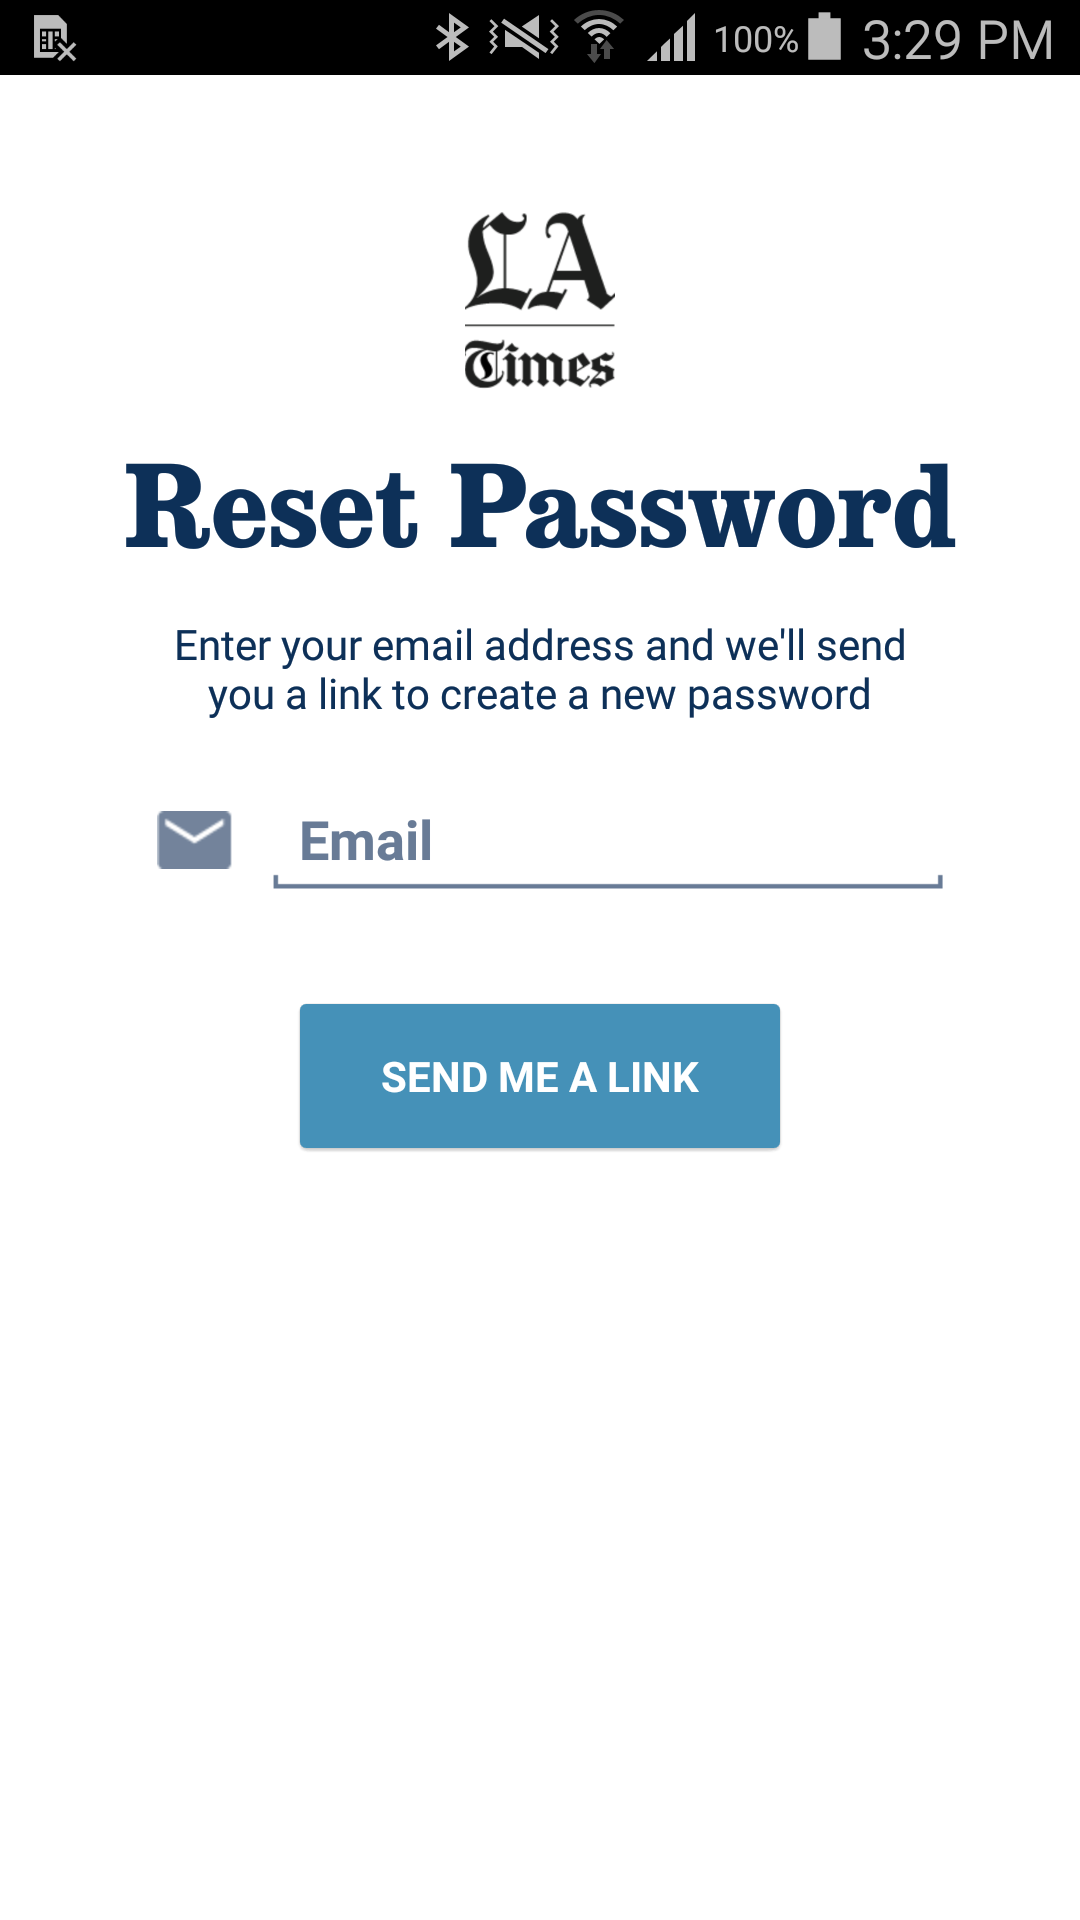 100% 3:29 PM
LA
Times
Reset Password
Enter your email address and we'll send
you a link to create a new password
Email
SEND ME A LINK